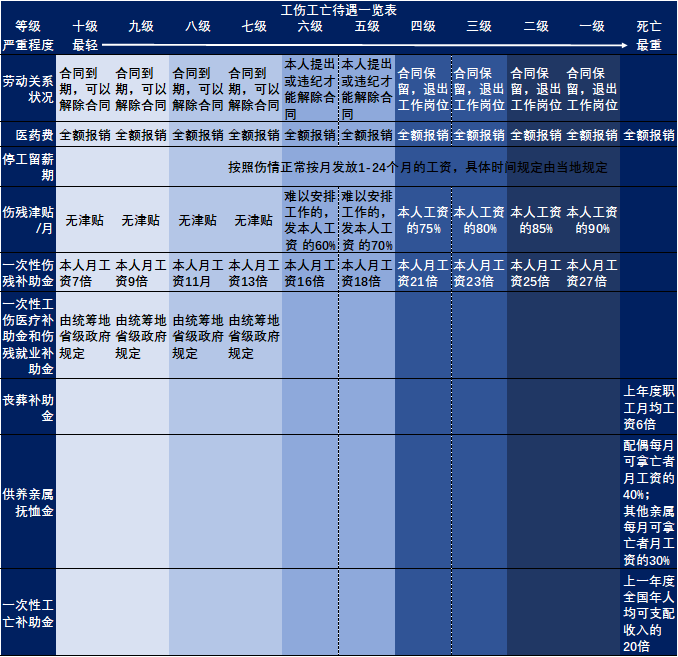 工伤工亡待遇一览表
等级 十级 九级 八级 七级 六级 五级 四级 三级 二级 一级 死亡
严重程度 最轻 最重
劳动关系状况 合同到期，可以解除合同 合同到期，可以解除合同 合同到期，可以解除合同 合同到期，可以解除合同 本人提出或违纪才能解除合同 本人提出或违纪才能解除合同 合同保留，退出工作岗位 合同保留，退出工作岗位 合同保留，退出工作岗位 合同保留，退出工作岗位
医药费 全额报销 全额报销 全额报销 全额报销 全额报销 全额报销 全额报销 全额报销 全额报销 全额报销 全额报销
停工留薪期 按照伤情正常按月发放1-24个月的工资，具体时间规定由当地规定
伤残津贴/月 无津贴 无津贴 无津贴 无津贴 难以安排工作的，发本人工资 的60% 难以安排工作的，发本人工资 的70% 本人工资的75% 本人工资的80% 本人工资的85% 本人工资的90%
一次性伤残补助金 本人月工资7倍 本人月工资9倍 本人月工资11月 本人月工资13倍 本人月工资16倍 本人月工资18倍 本人月工资21倍 本人月工资23倍 本人月工资25倍 本人月工资27倍
一次性工伤医疗补助金和伤残就业补助金 由统筹地省级政府规定 由统筹地省级政府规定 由统筹地省级政府规定 由统筹地省级政府规定
丧葬补助金 上年度职工月均工资6倍
供养亲属抚恤金 配偶每月可拿亡者月工资的40%；其他亲属每月可拿亡者月工资的30%
一次性工亡补助金 上一年度全国年人均可支配收入的20倍